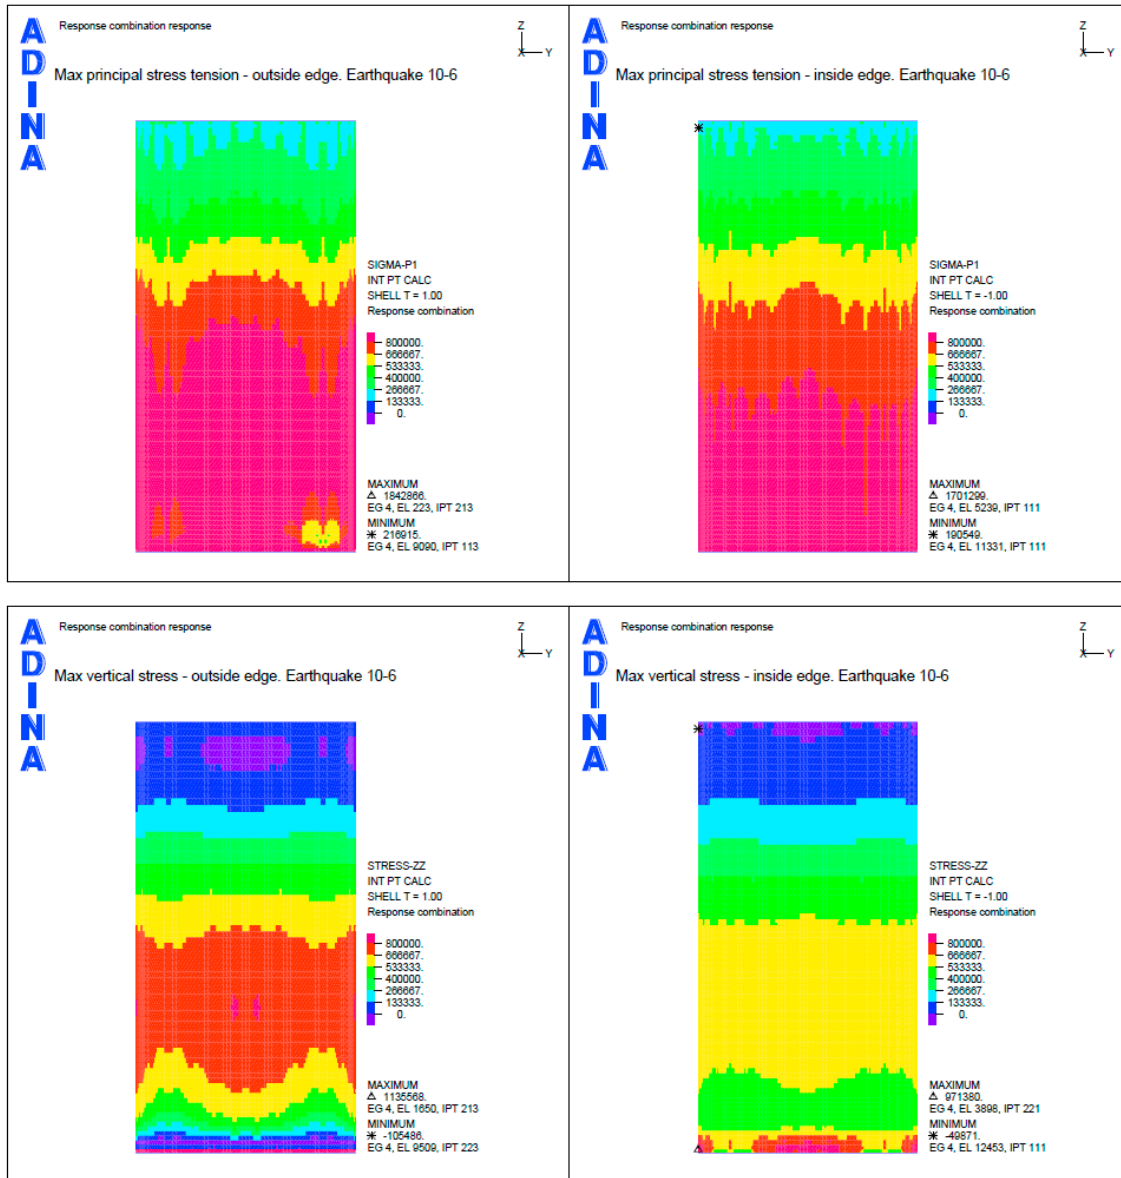 ADINA
Response combination response
Z
X Y
Max principal stress tension - outside edge. Earthquake 10-6
SIGMA-P1
INT PT CALC
SHELL T = 1.00
Response combination
800000.
666667.
533333.
400000.
266667.
133333.
0.
MAXIMUM
Δ 1842866.
EG 4, EL 223, IPT 213
MINIMUM
✳ 216915.
EG 4, EL 9090, IPT 113
ADINA
Response combination response
Z
X Y
Max principal stress tension - inside edge. Earthquake 10-6
SIGMA-P1
INT PT CALC
SHELL T = -1.00
Response combination
800000.
666667.
533333.
400000.
266667.
133333.
0.
MAXIMUM
Δ 1701299.
EG 4, EL 5239, IPT 111
MINIMUM
✳ 190549.
EG 4, EL 11331, IPT 111
ADINA
Response combination response
Z
X Y
Max vertical stress - outside edge. Earthquake 10-6
STRESS-ZZ
INT PT CALC
SHELL T = 1.00
Response combination
800000.
666667.
533333.
400000.
266667.
133333.
0.
MAXIMUM
Δ 1135568.
EG 4, EL 1650, IPT 213
MINIMUM
✳ -105486.
EG 4, EL 9509, IPT 223
ADINA
Response combination response
Z
X Y
Max vertical stress - inside edge. Earthquake 10-6
STRESS-ZZ
INT PT CALC
SHELL T = -1.00
Response combination
800000.
666667.
533333.
400000.
266667.
133333.
0.
MAXIMUM
Δ 971380.
EG 4, EL 3898, IPT 221
MINIMUM
✳ -49871.
EG 4, EL 12453, IPT 111